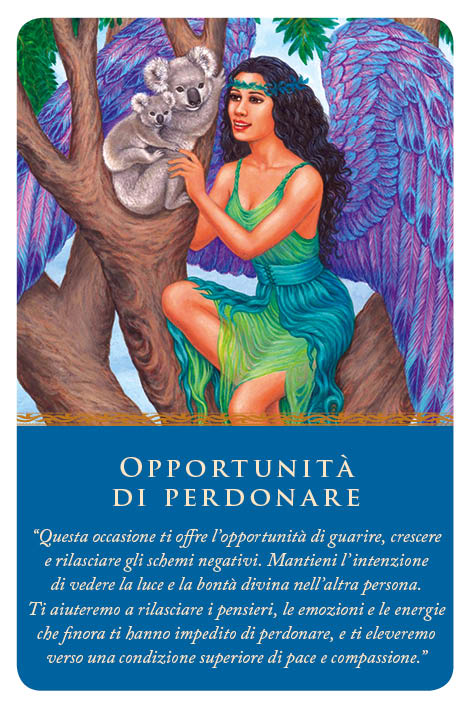 OPPORTUNITÀ
DI PERDONARE
“Questa occasione ti offre l’opportunità di guarire, crescere
e rilasciare gli schemi negativi. Mantieni l’intenzione
di vedere la luce e la bontà divina nell’altra persona.
Ti aiuteremo a rilasciare i pensieri, le emozioni e le energie
che finora ti hanno impedito di perdonare, e ti eleveremo
verso una condizione superiore di pace e compassione.”